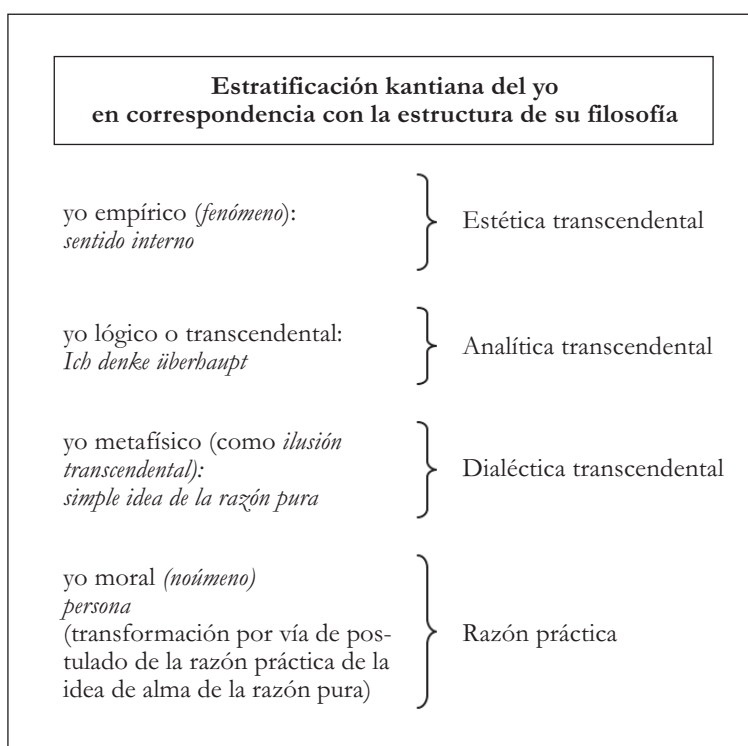 Estratificación kantiana del yo
en correspondencia con la estructura de su filosofía
yo empírico (fenómeno):
sentido interno
Estética transcendental
yo lógico o transcendental:
Ich denke überhaupt
Analítica transcendental
yo metafísico (como ilusión
transcendental):
simple idea de la razón pura
Dialéctica transcendental
yo moral (noúmeno)
persona
(transformación por vía de pos-
tulado de la razón práctica de la
idea de alma de la razón pura)
Razón práctica